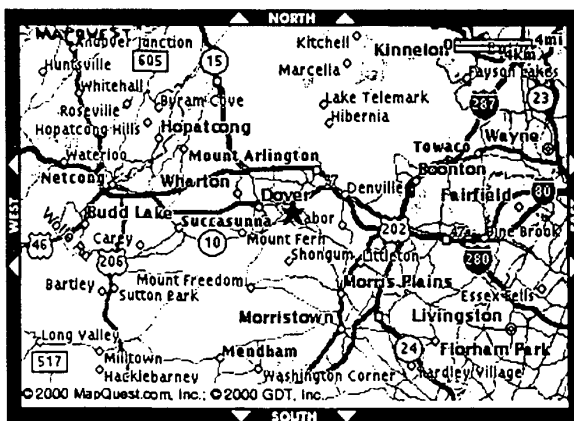 NORTH
MAPQUEST
Andover Junction
Kitchell
Kinnelon
0
4mi
4km
Huntsville
605
15
Marcella
Fayson Lakes
Whitehall
Roseville
Byram Cove
Lake Telemark
287
23
Hopatcong Hills
Hibernia
Hopatcong
Towaco
Wayne
Waterloo
Mount Arlington
Boonton
Netcong
Wharton
Dover
Denville
Fairfield
80
WEST
Budd Lake
Succasunna
Tabor
202
Pine Brook
46
Carey
10
Mount Fern
Littleton
280
206
Shongum
Bartley
Mount Freedom
Morris Plains
Essex Fells
Sutton Park
Morristown
Livingston
Long Valley
Mendham
24
Florham Park
517
Milltown
Hacklebarney
Washington Corner
Yardley Village
©2000 MapQuest.com, Inc.; ©2000 GDT, Inc.
SOUTH